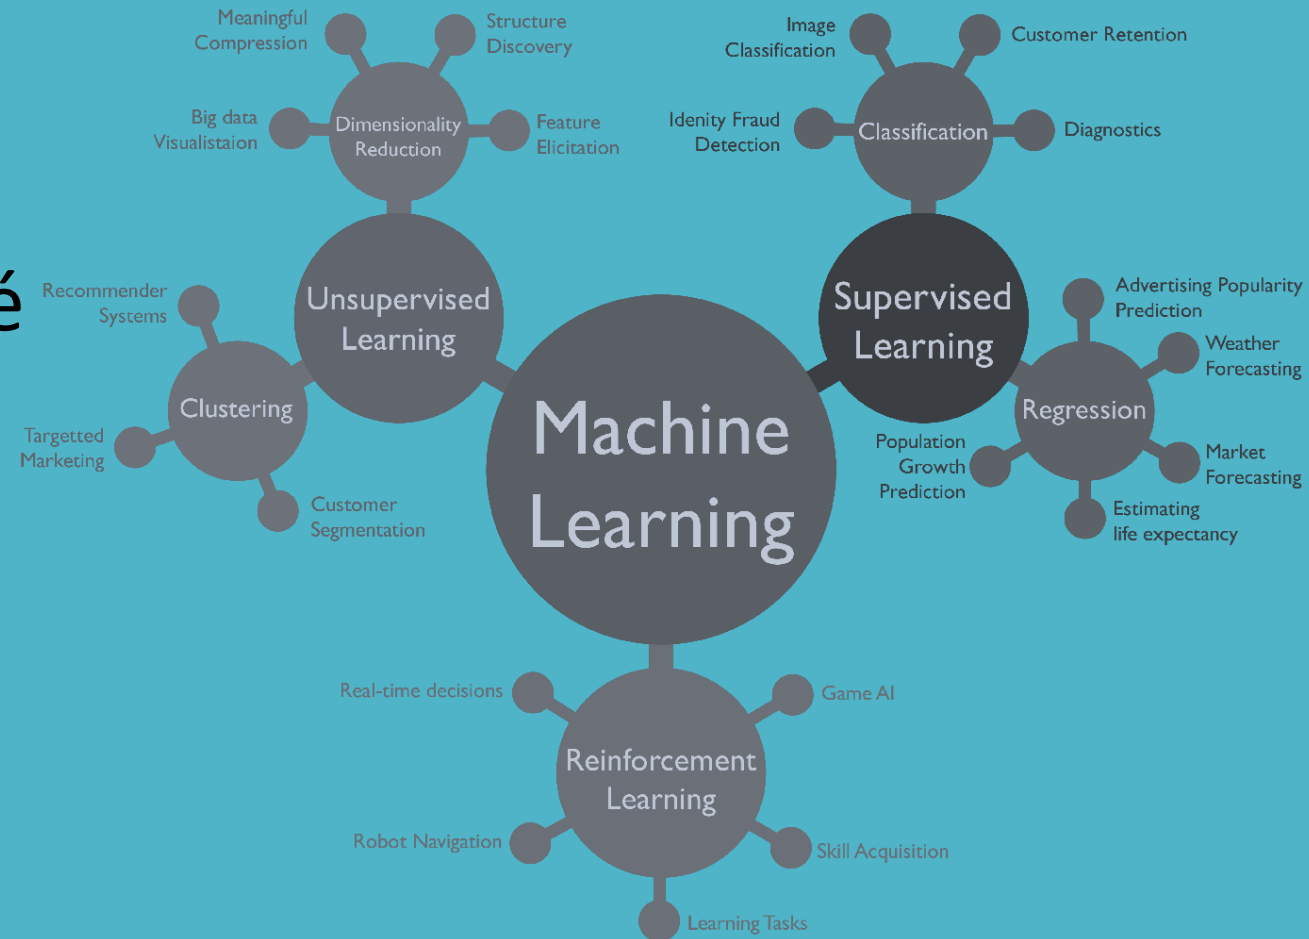 Meaningful
Compression
Structure
Discovery
Big data
Visualistaion
Dimensionality
Reduction
Feature
Elicitation
Image
Classification
Customer Retention
Idenity Fraud
Detection
Classification
Diagnostics
é
Recommender
Systems
Unsupervised
Learning
Clustering
Targetted
Marketing
Customer
Segmentation
Supervised
Learning
Advertising Popularity
Prediction
Weather
Forecasting
Regression
Population
Growth
Prediction
Market
Forecasting
Estimating
life expectancy
Machine
Learning
Real-time decisions
Game AI
Reinforcement
Learning
Robot Navigation
Skill Acquisition
Learning Tasks